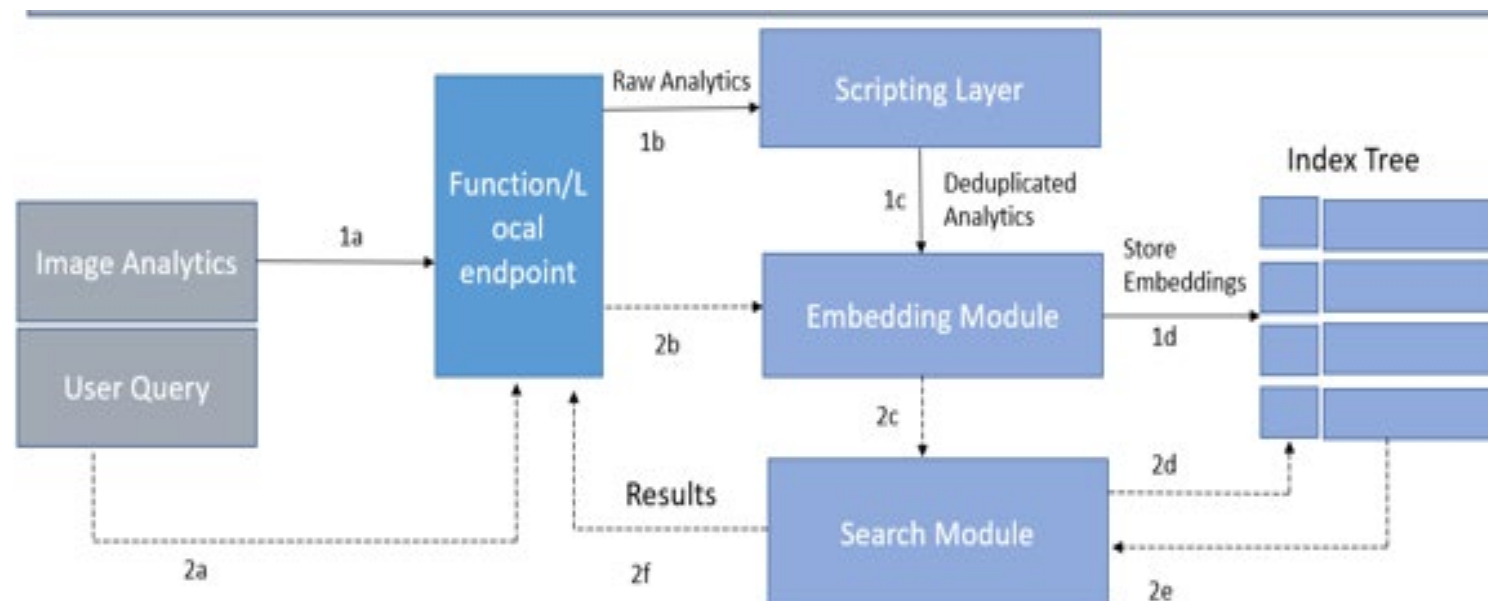 Raw Analytics
1b
Scripting Layer
Function/L
ocal
endpoint
1a
Image Analytics
User Query
1c
Deduplicated
Analytics
Index Tree
Store
Embeddings
1d
Embedding Module
2b
2c
2d
Results
Search Module
2a
2f
2e